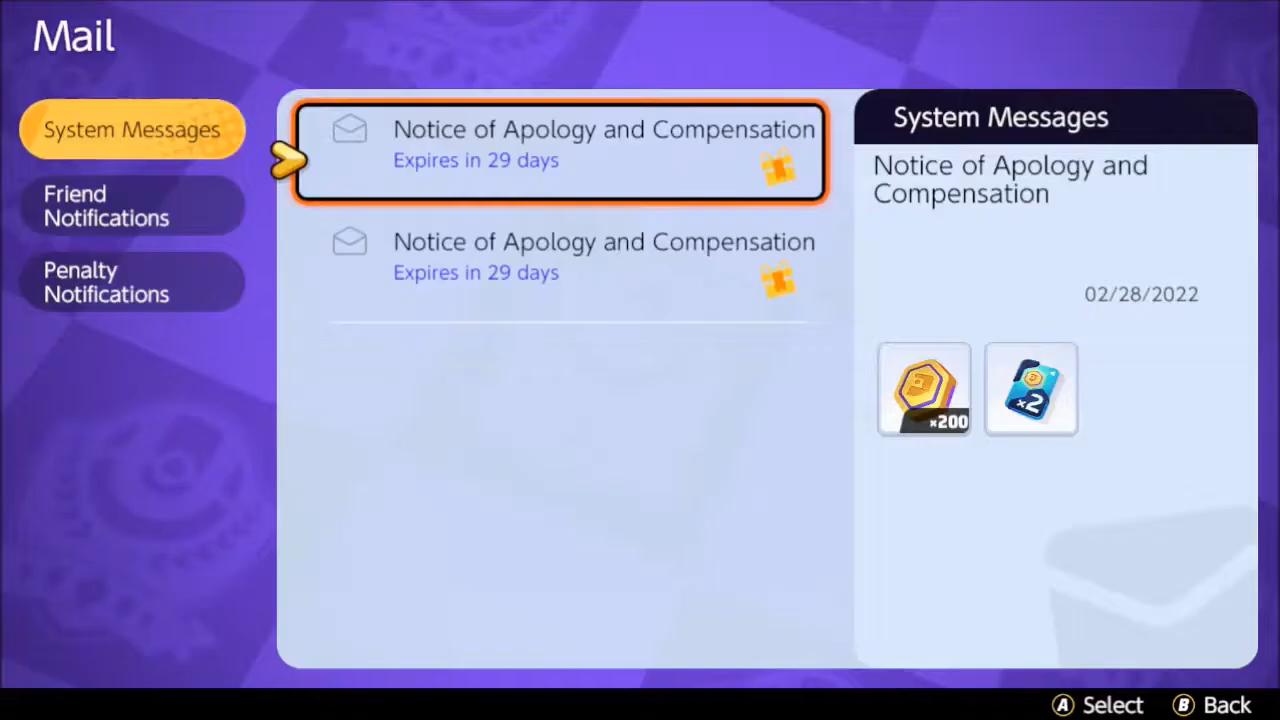 Mail
System Messages
Friend
Notifications
Penalty
Notifications
Notice of Apology and Compensation
Expires in 29 days
Notice of Apology and Compensation
Expires in 29 days
System Messages
Notice of Apology and
Compensation
02/28/2022
×200
×2
A Select B Back